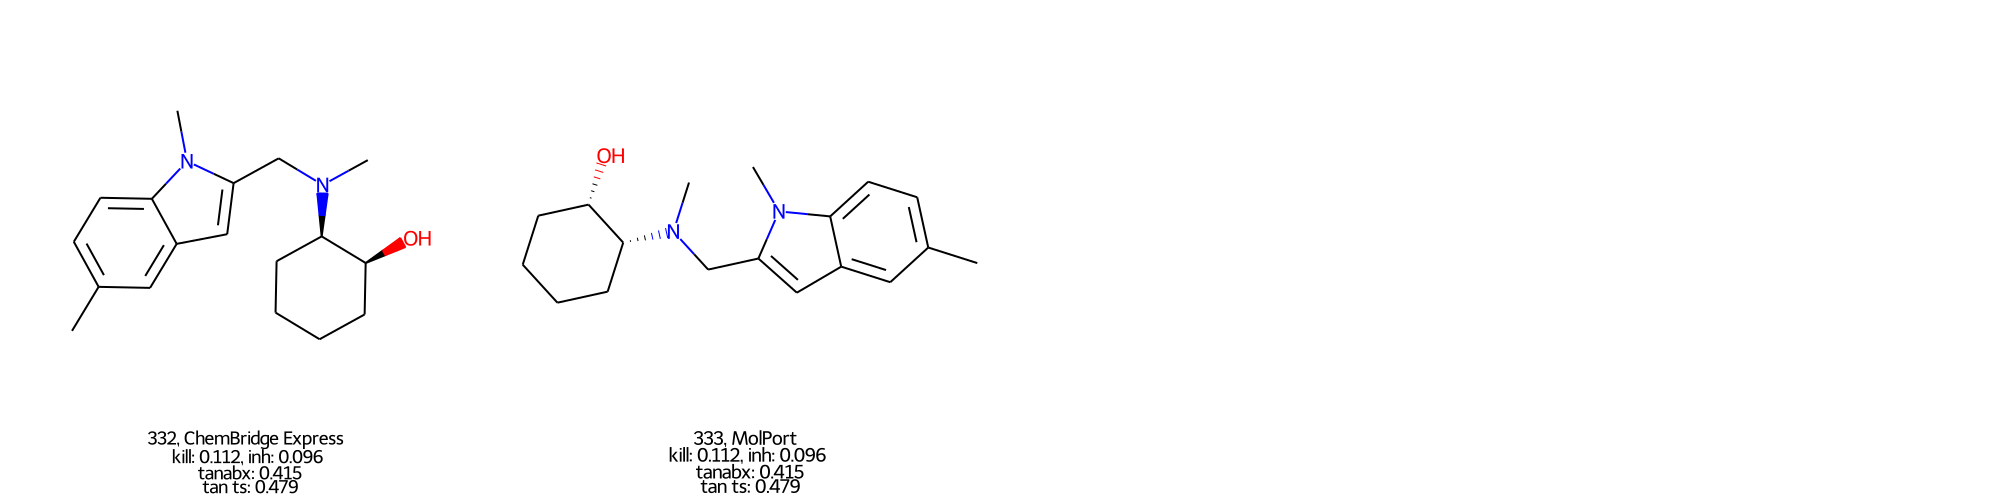 N
N
OH
332, ChemBridge Express
kill: 0.112, inh: 0.096
tanabx: 0.415
tan ts: 0.479
OH
N
N
333, MolPort
kill: 0.112, inh: 0.096
tanabx: 0.415
tan ts: 0.479